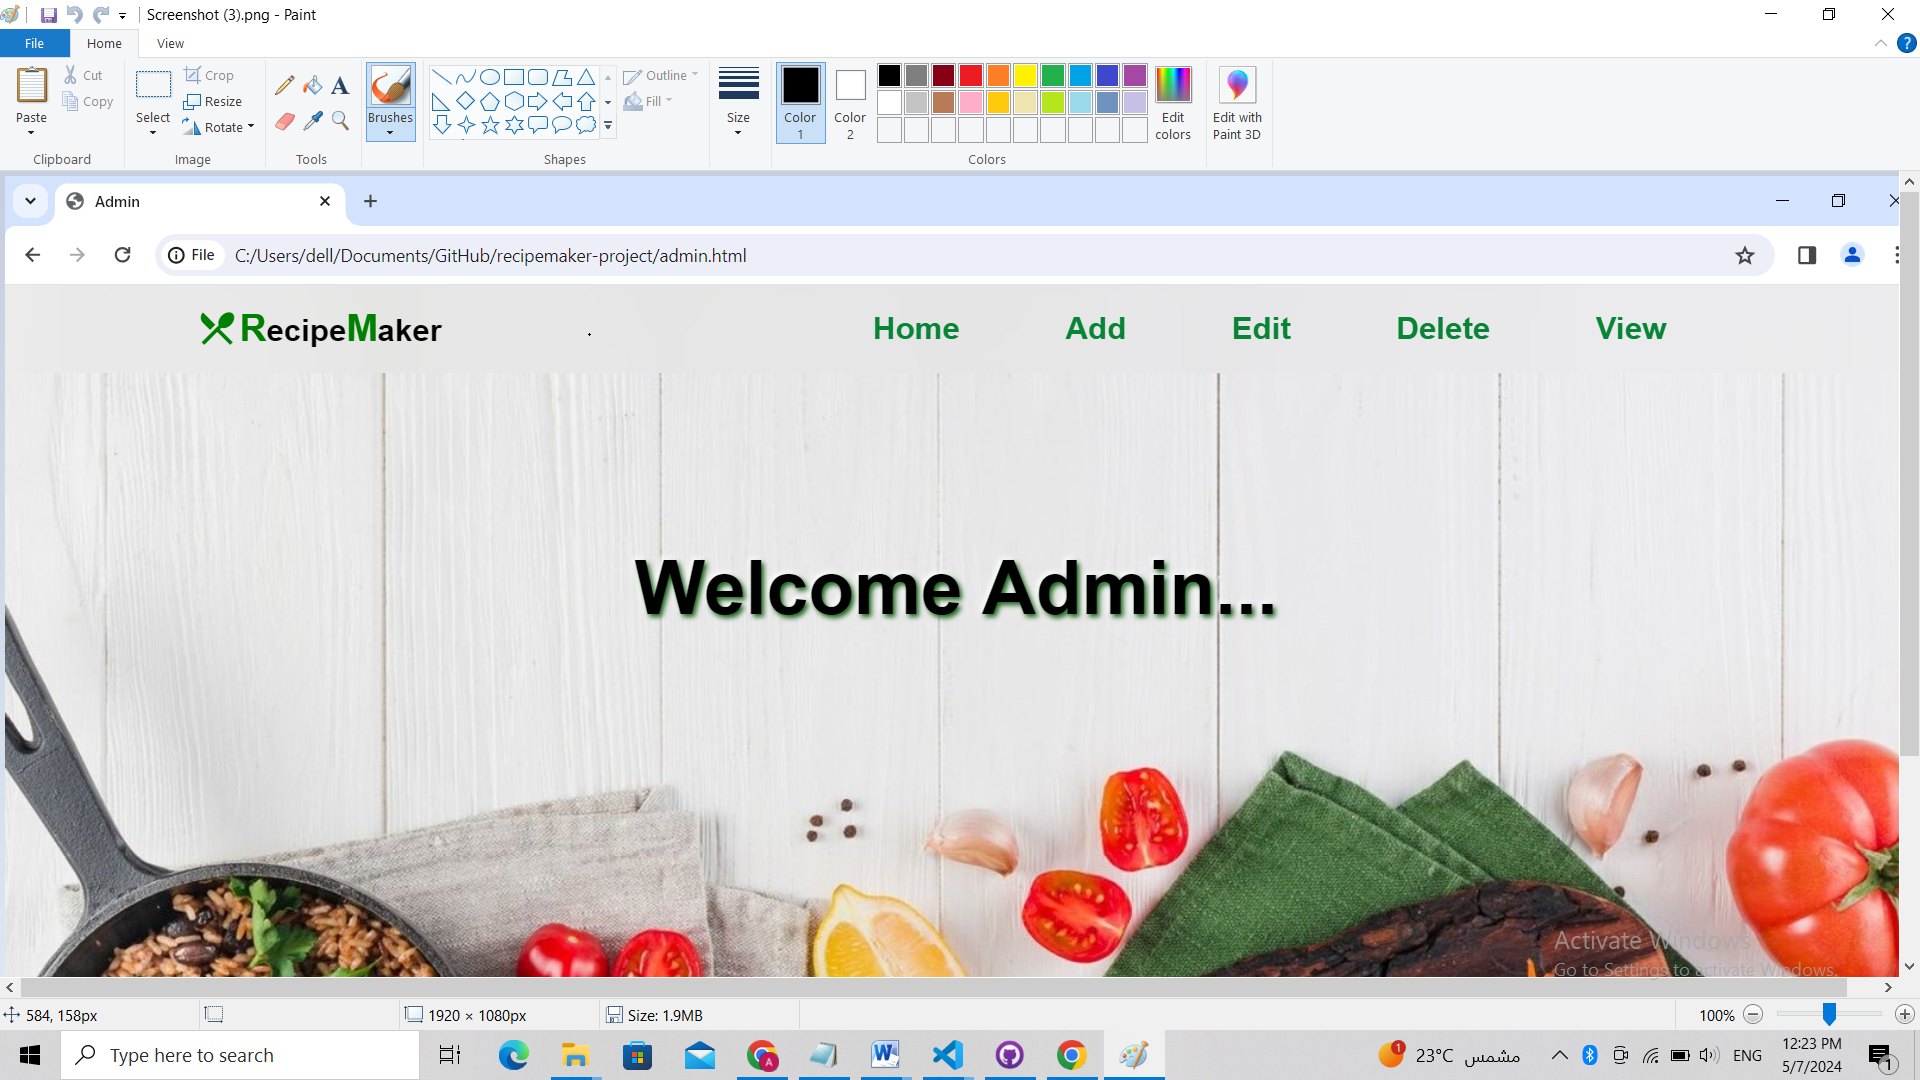 Screenshot (3).png - Paint
File
Home
View
Paste
Cut
Copy
Clipboard
Select
Crop
Resize
Rotate
Image
A
Tools
Brushes
Outline
Fill
Shapes
Size
Color 1
Color 2
Edit colors
Colors
Edit with Paint 3D
?
Admin
File
C:/Users/dell/Documents/GitHub/recipemaker-project/admin.html
RecipeMaker
Home
Add
Edit
Delete
View
Welcome Admin...
Activate Windows
Go to Settings to activate Windows.
584, 158px
1920 × 1080px
Size: 1.9MB
100%
Type here to search
A
W
1
23°C مشمس
ENG
12:23 PM
5/7/2024
1